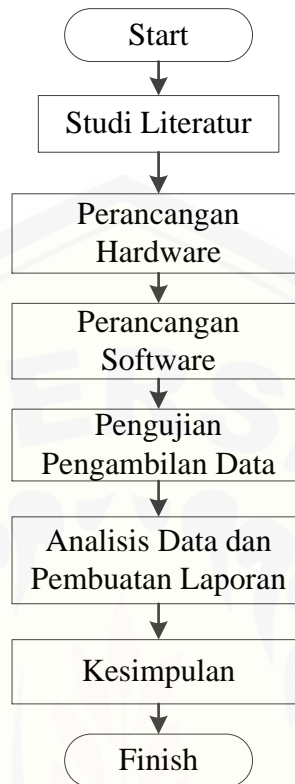 Start
Studi Literatur
Perancangan
Hardware
Perancangan
Software
Pengujian
Pengambilan Data
Analisis Data dan
Pembuatan Laporan
Kesimpulan
Finish